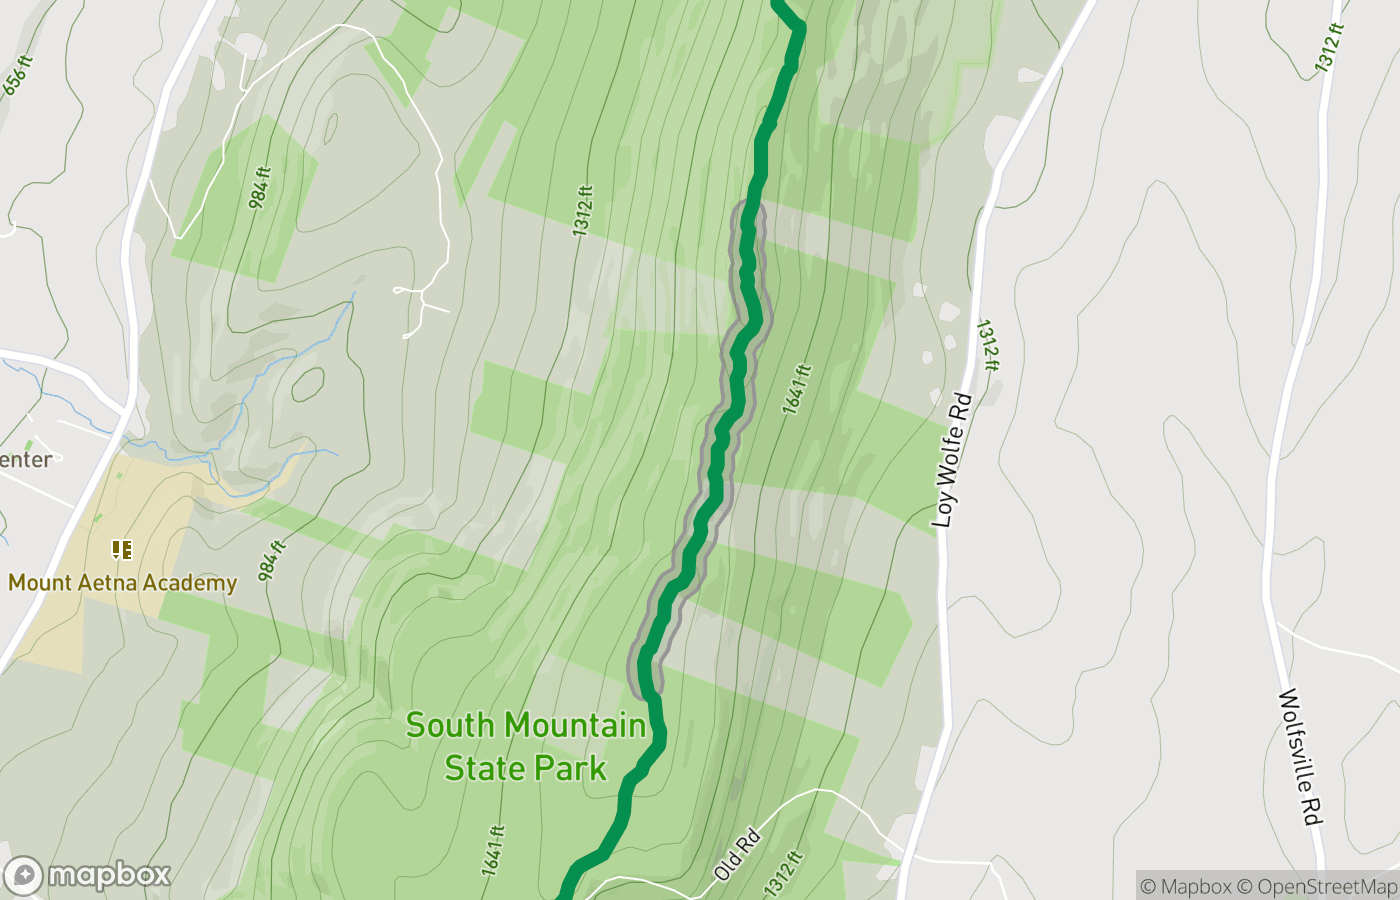 656 ft
1312 ft
984 ft
1312 ft
1312 ft
1641 ft
Loy Wolfe Rd
enter
984 ft
Mount Aetna Academy
South Mountain
State Park
Wolfsville Rd
1641 ft
Old Rd
1312 ft
mapbox
© Mapbox © OpenStreetMap